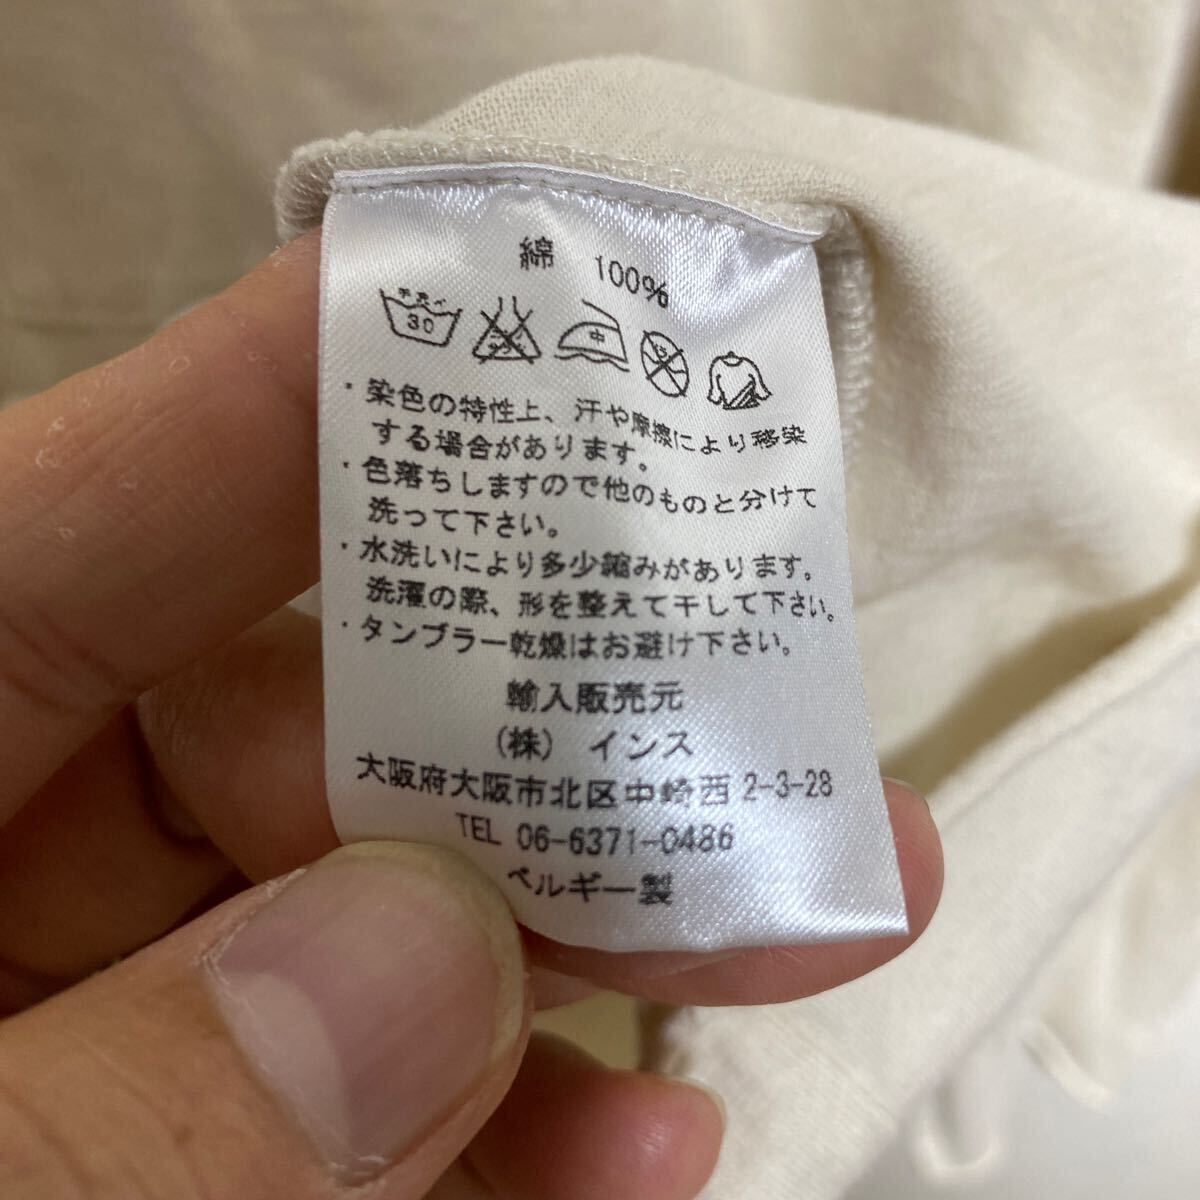 綿 100%
手洗イ
30
中
・染色の特性上、汗や摩擦により移染
する場合があります。
・色落ちしますので他のものと分けて
洗って下さい。
・水洗いにより多少縮みがあります。
洗濯の際、形を整えて干して下さい。
・タンブラー乾燥はお避け下さい。
輸入販売元
(株) インス
大阪府大阪市北区中崎西 2-3-28
TEL 06-6371-0486
ベルギー製